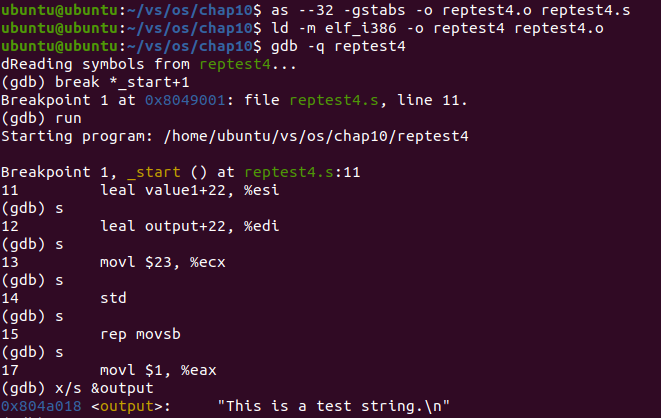 ubuntu@ubuntu:~/vs/os/chap10$ as --32 -gstabs -o reptest4.o reptest4.s
ubuntu@ubuntu:~/vs/os/chap10$ ld -m elf_i386 -o reptest4 reptest4.o
ubuntu@ubuntu:~/vs/os/chap10$ gdb -q reptest4
dReading symbols from reptest4...
(gdb) break *_start+1
Breakpoint 1 at 0x8049001: file reptest4.s, line 11.
(gdb) run
Starting program: /home/ubuntu/vs/os/chap10/reptest4
Breakpoint 1, _start () at reptest4.s:11
11 leal value1+22, %esi
(gdb) s
12 leal output+22, %edi
(gdb) s
13 movl $23, %ecx
(gdb) s
14 std
(gdb) s
15 rep movsb
(gdb) s
17 movl $1, %eax
(gdb) x/s &output
0x804a018 <output>: "This is a test string.\n"